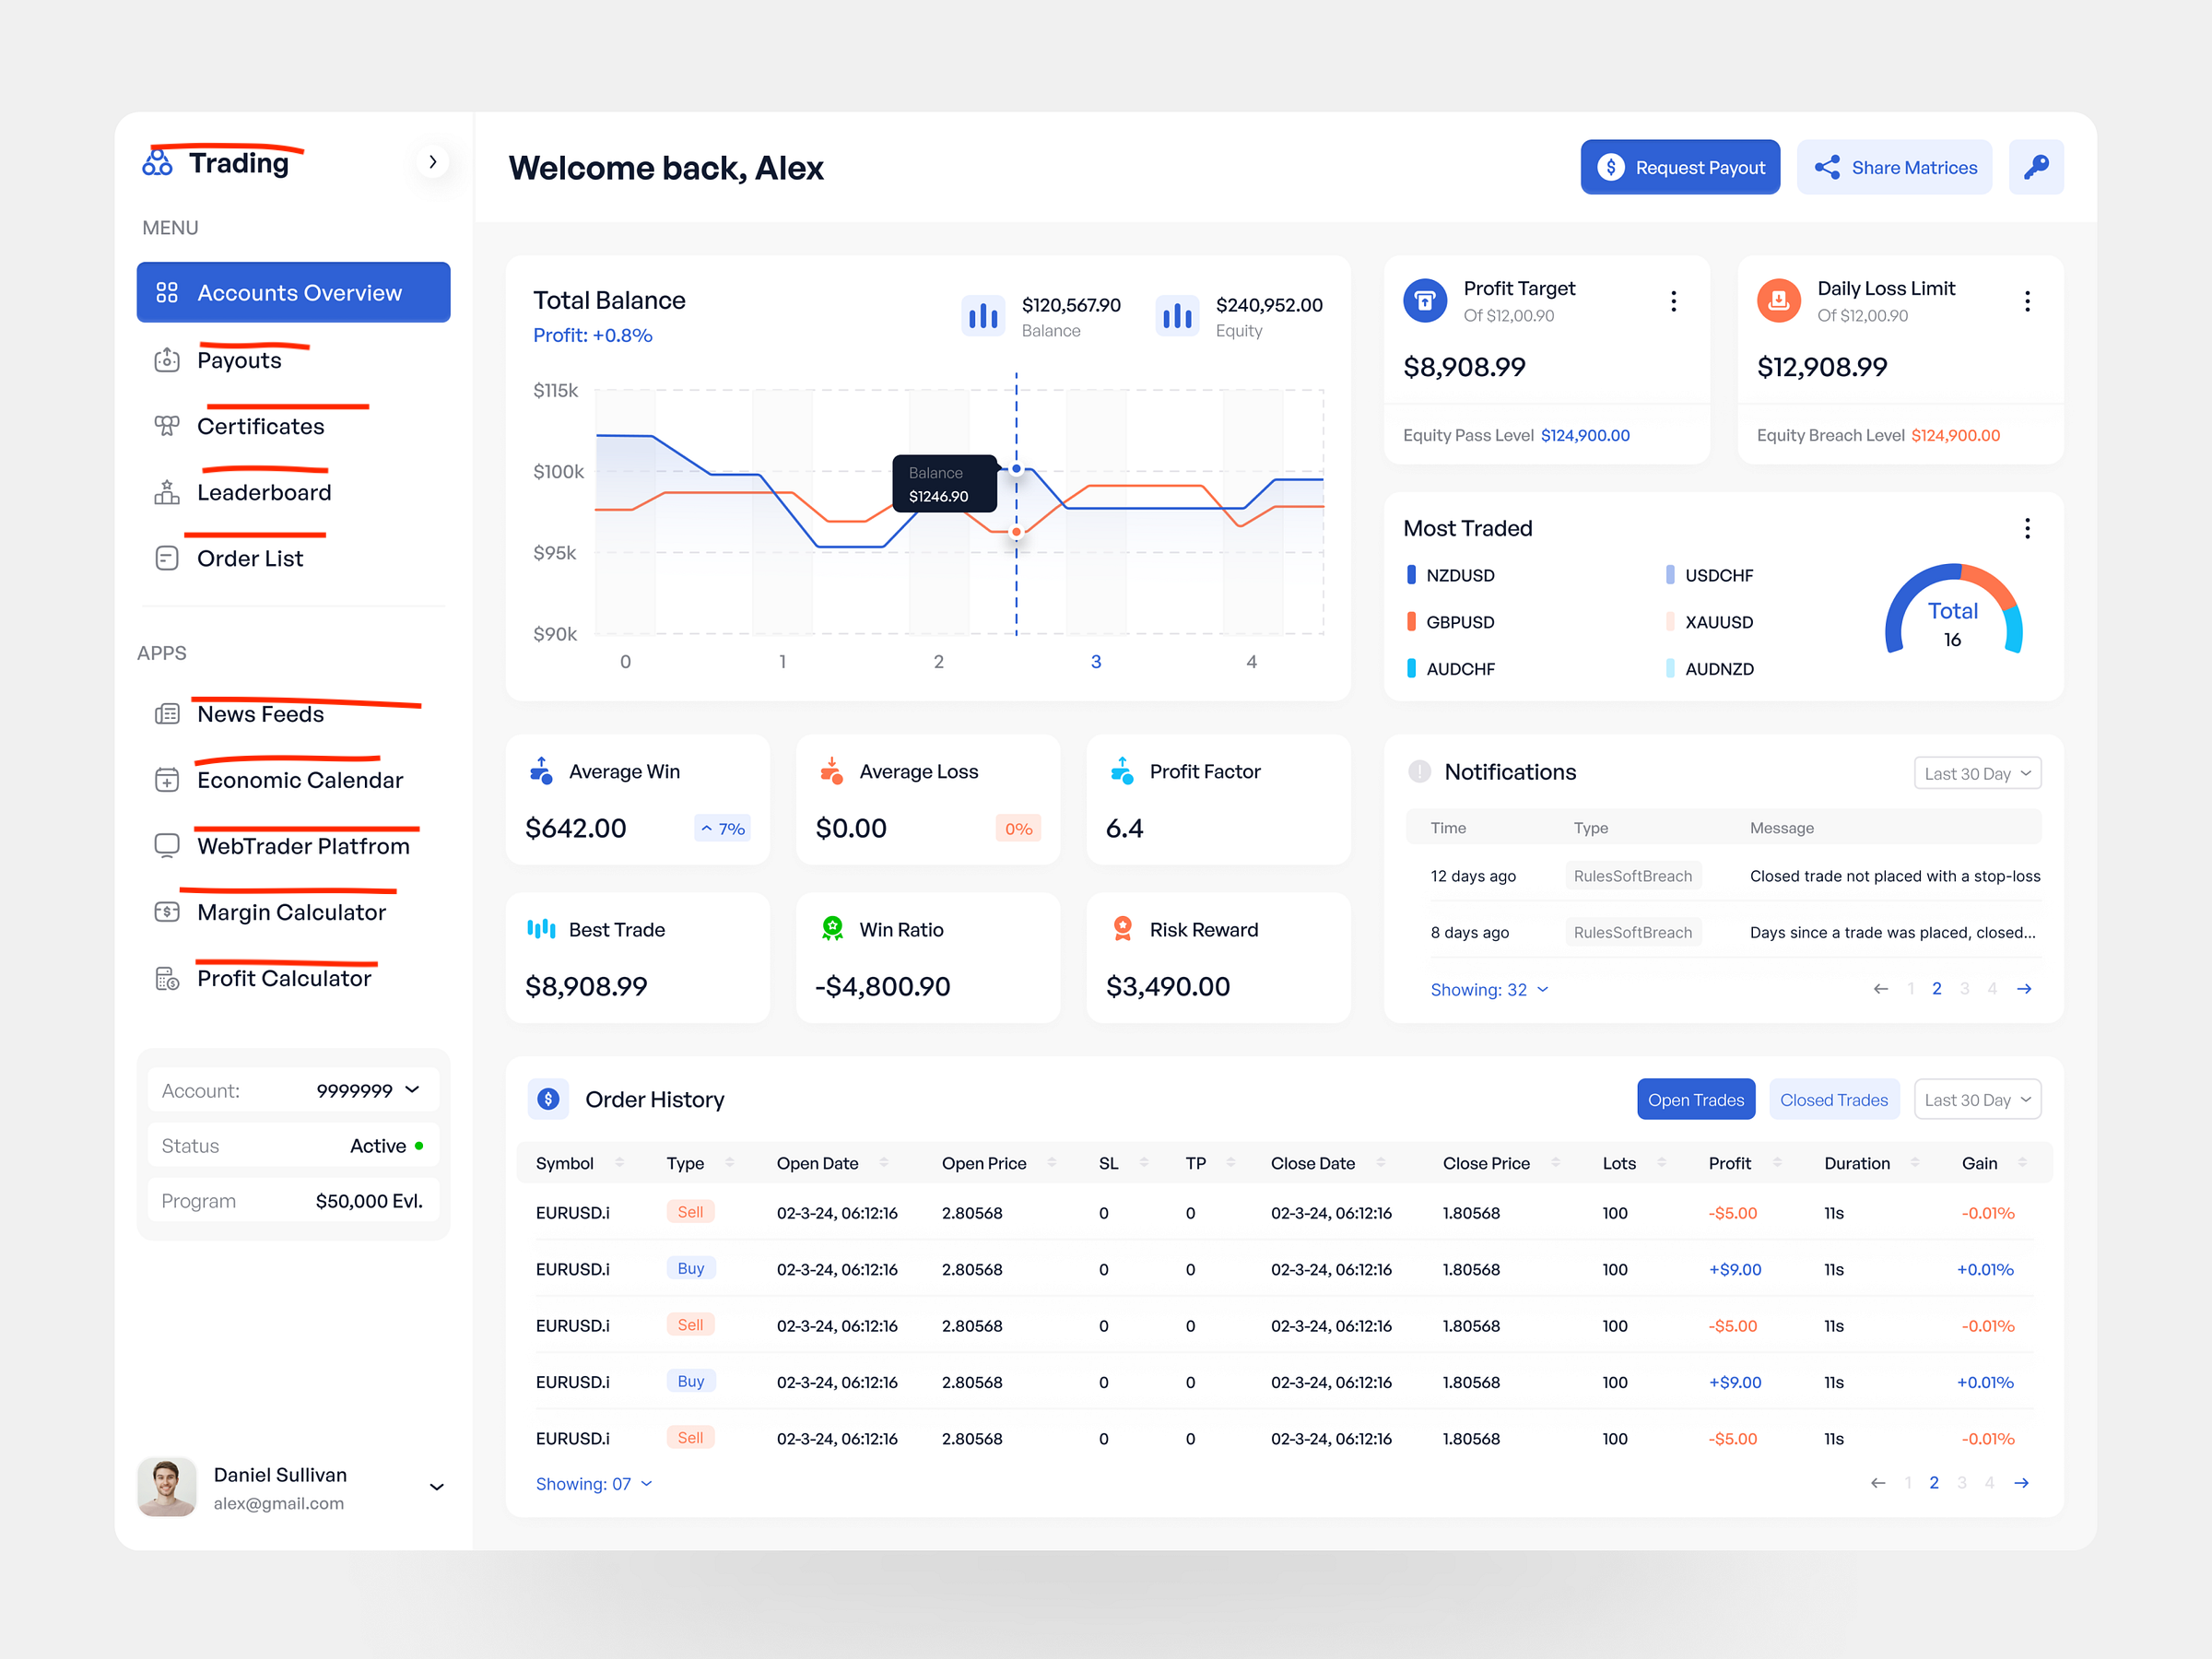 Trading
MENU
Accounts Overview
Payouts
Certificates
Leaderboard
Order List
APPS
News Feeds
Economic Calendar
WebTrader Platfrom
Margin Calculator
Profit Calculator
Account: 9999999
Status Active
Program $50,000 Evl.
Daniel Sullivan
alex@gmail.com
Welcome back, Alex
Request Payout
Share Matrices
Total Balance
Profit: +0.8%
$120,567.90
Balance
$240,952.00
Equity
$115k
$100k
$95k
$90k
Balance
$1246.90
0 1 2 3 4
Profit Target
Of $12,00.90
$8,908.99
Equity Pass Level $124,900.00
Daily Loss Limit
Of $12,00.90
$12,908.99
Equity Breach Level $124,900.00
Most Traded
NZDUSD USDCHF
GBPUSD XAUUSD
AUDCHF AUDNZD
Total
16
Average Win
$642.00 7%
Average Loss
$0.00 0%
Profit Factor
6.4
Best Trade
$8,908.99
Win Ratio
-$4,800.90
Risk Reward
$3,490.00
Notifications Last 30 Day
Time Type Message
12 days ago RulesSoftBreach Closed trade not placed with a stop-loss
8 days ago RulesSoftBreach Days since a trade was placed, closed...
Showing: 32 1 2 3 4
Order History Open Trades Closed Trades Last 30 Day
Symbol Type Open Date Open Price SL TP Close Date Close Price Lots Profit Duration Gain
EURUSD.i Sell 02-3-24, 06:12:16 2.80568 0 0 02-3-24, 06:12:16 1.80568 100 -$5.00 11s -0.01%
EURUSD.i Buy 02-3-24, 06:12:16 2.80568 0 0 02-3-24, 06:12:16 1.80568 100 +$9.00 11s +0.01%
EURUSD.i Sell 02-3-24, 06:12:16 2.80568 0 0 02-3-24, 06:12:16 1.80568 100 -$5.00 11s -0.01%
EURUSD.i Buy 02-3-24, 06:12:16 2.80568 0 0 02-3-24, 06:12:16 1.80568 100 +$9.00 11s +0.01%
EURUSD.i Sell 02-3-24, 06:12:16 2.80568 0 0 02-3-24, 06:12:16 1.80568 100 -$5.00 11s -0.01%
Showing: 07 1 2 3 4